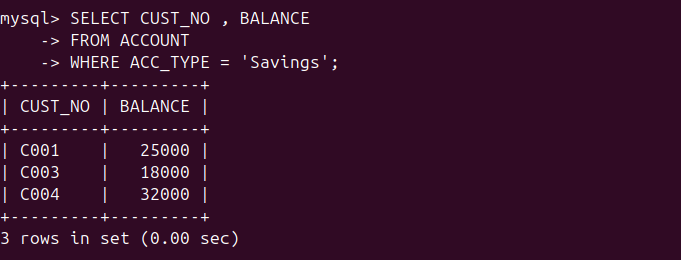 mysql> SELECT CUST_NO , BALANCE
    -> FROM ACCOUNT
    -> WHERE ACC_TYPE = 'Savings';
+---------+---------+
| CUST_NO | BALANCE |
+---------+---------+
| C001    |   25000 |
| C003    |   18000 |
| C004    |   32000 |
+---------+---------+
3 rows in set (0.00 sec)